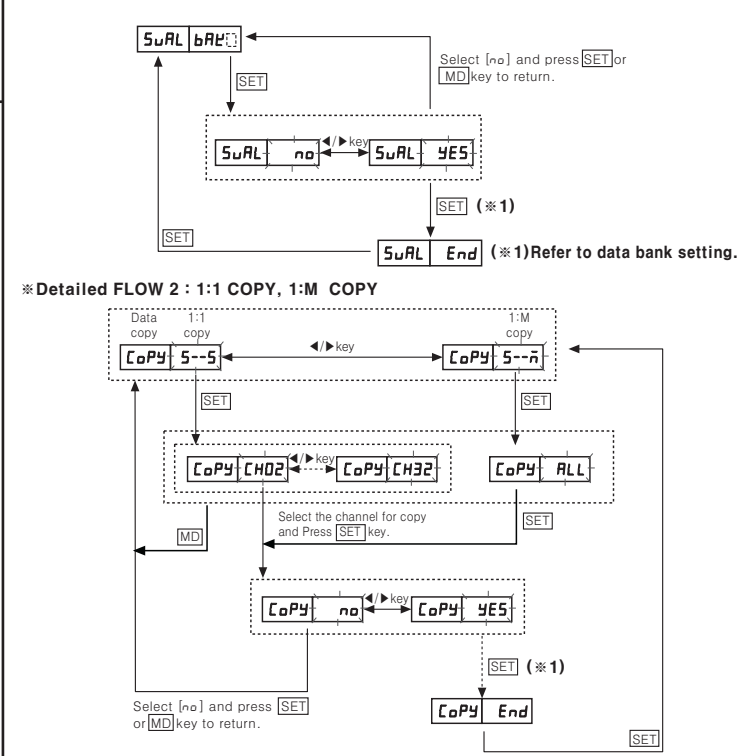 SuAL bAt
SET
Select [no] and press SET or
MD key to return.
SuAL no ◀/▶ key SuAL YES
SET (※1)
SET
SuAL End (※1)Refer to data bank setting.
※Detailed FLOW 2 : 1:1 COPY, 1:M COPY
Data copy
1:1 copy
1:M copy
CoPY S--S ◀/▶ key CoPY S--m
SET
SET
CoPY CH02 ◀/▶ key CoPY CH32
CoPY ALL
MD
Select the channel for copy
and Press SET key.
SET
CoPY no ◀/▶ key CoPY YES
SET (※1)
Select [no] and press SET
or MD key to return.
CoPY End
SET